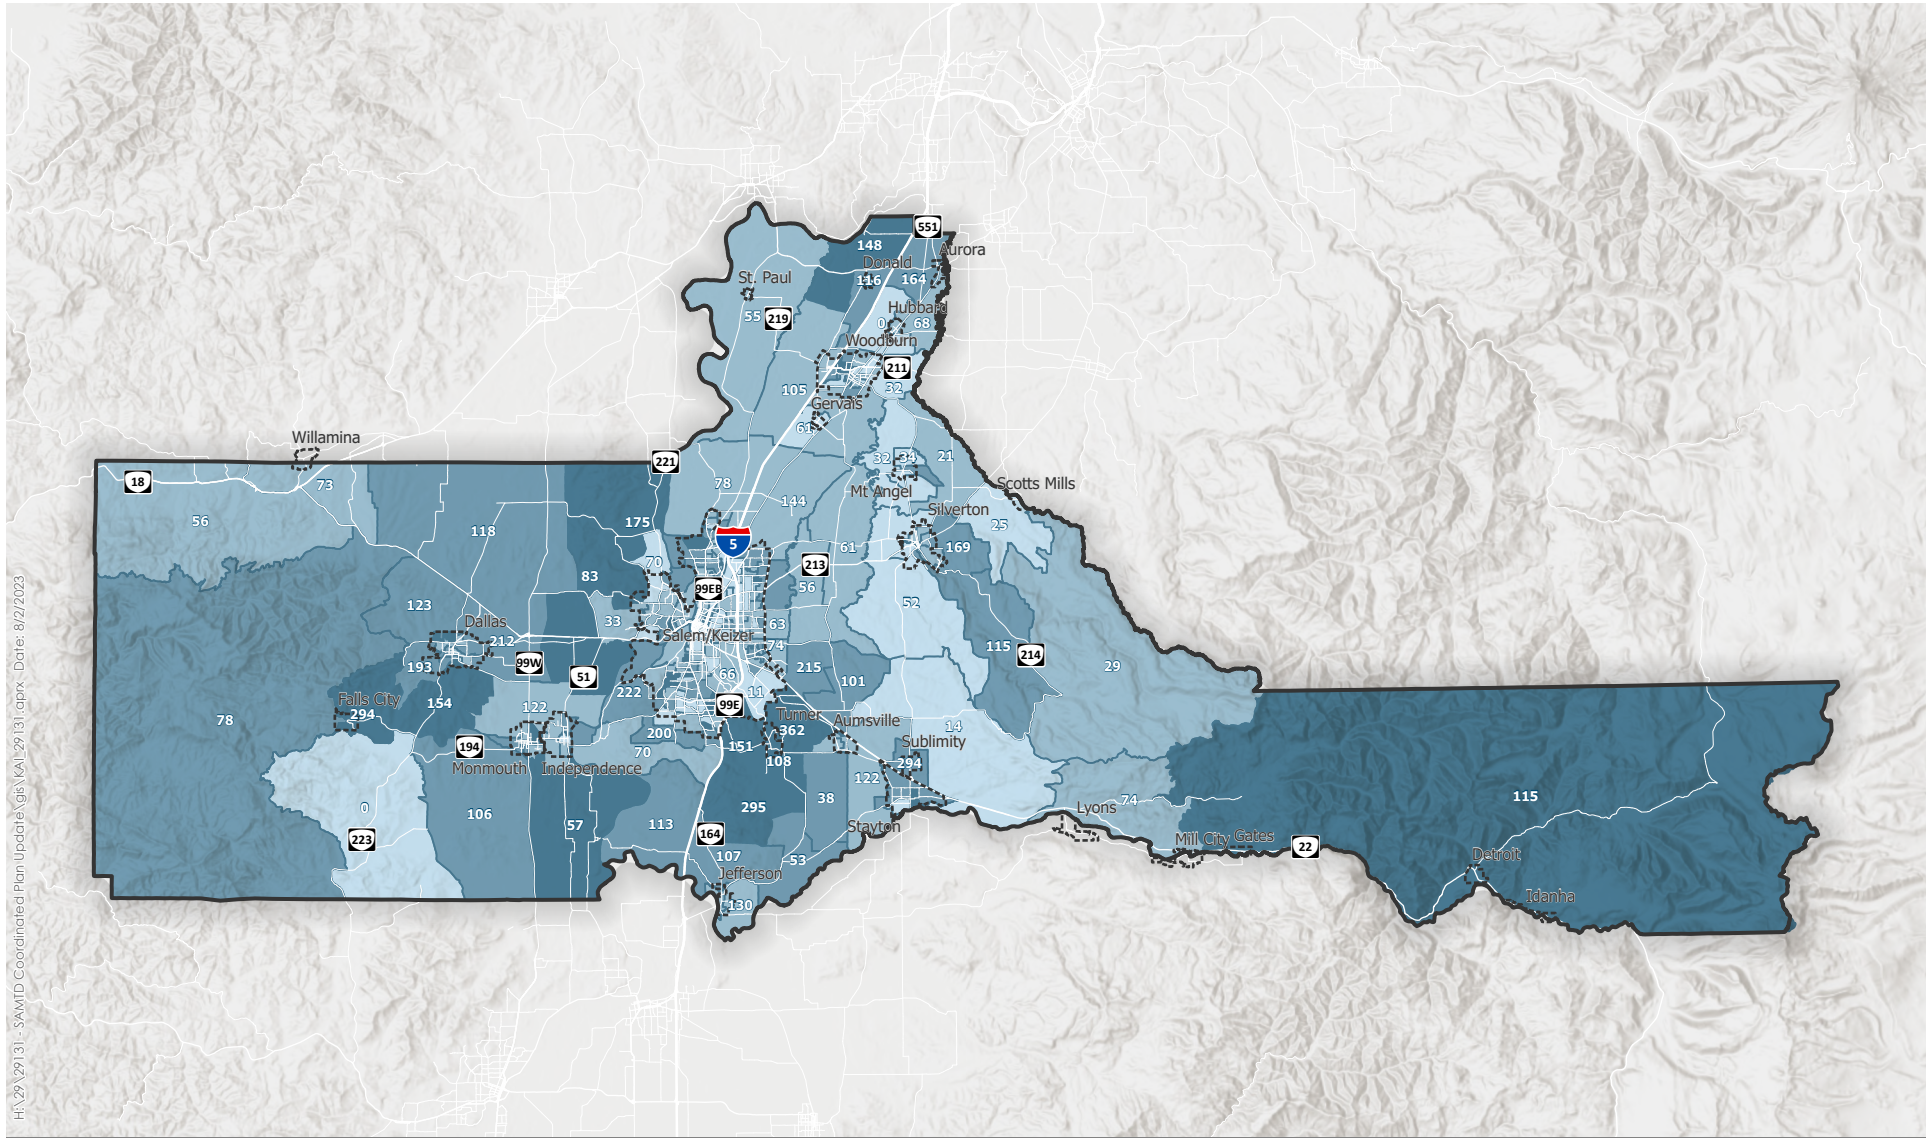 551
148
Aurora
Donald
116
164
St. Paul
Hubbard
55
219
0
68
Woodburn
211
32
105
Gervais
61
Willamina
221
18
73
78
32
34
21
Mt Angel
Scotts Mills
56
118
175
144
Silverton
25
5
61
169
70
213
83
99EB
56
123
52
Dallas
33
63
212
Salem/Keizer
74
115
214
193
99W
51
66
215
101
29
222
11
Falls City
294
154
122
99E
78
Turner
Aumsville
362
14
194
200
70
151
Sublimity
Monmouth
Independence
108
294
122
0
106
57
113
295
38
74
115
Lyons
223
164
Stayton
Mill City
Gates
22
107
53
Detroit
Jefferson
130
Idanha
H:\29\29131 - SAMTD Coordinated Plan Update\gis\KAI_29131.aprx Date: 8/2/2023